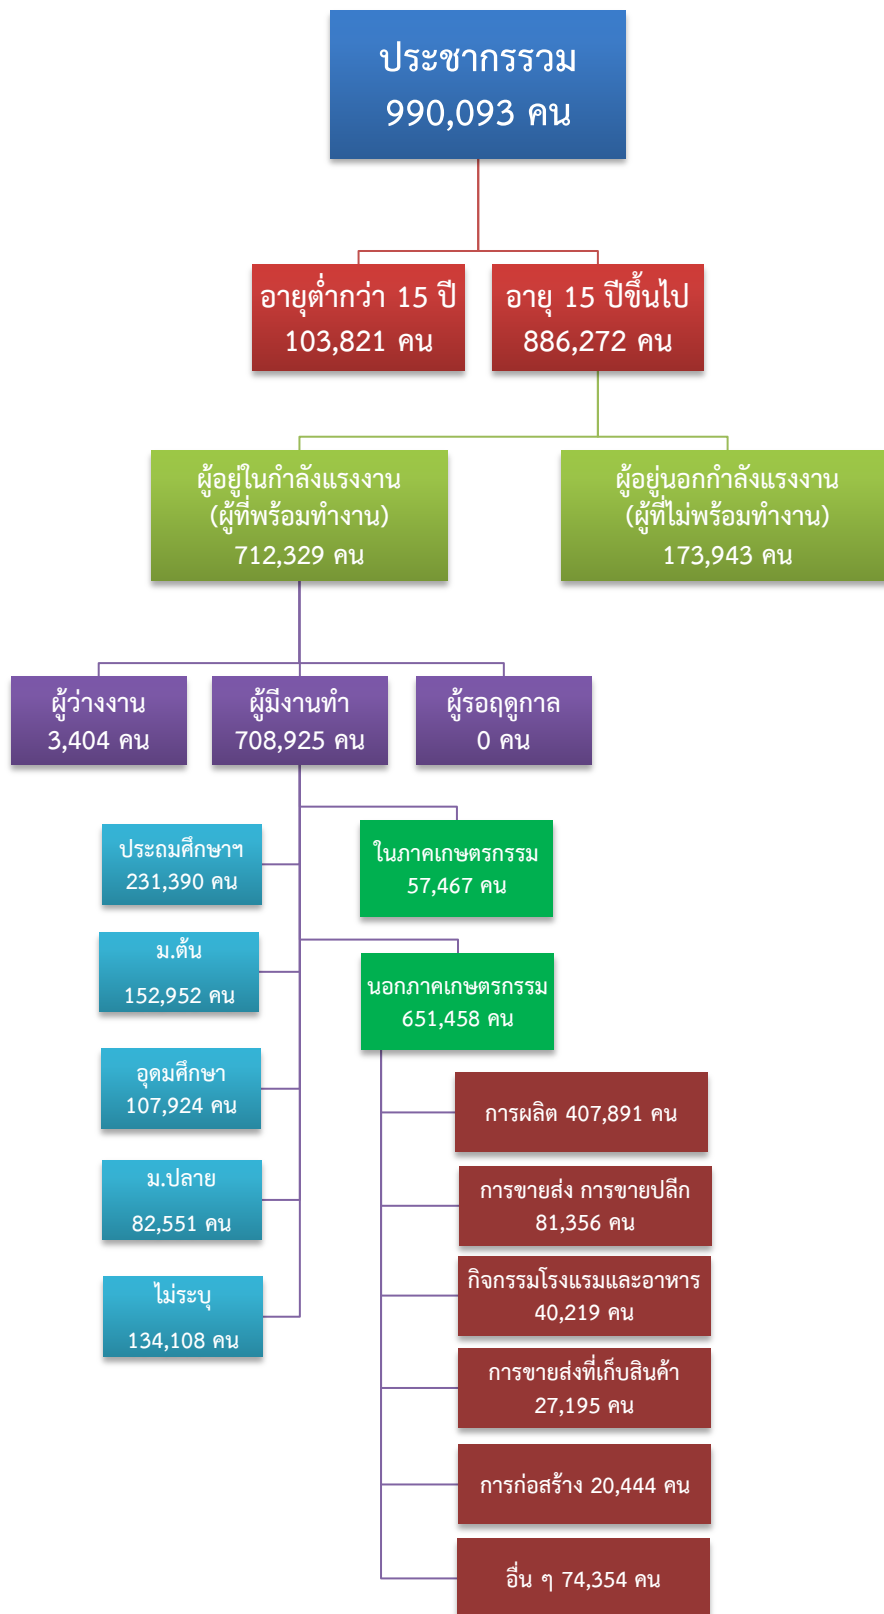 ประชากรรวม
990,093 คน
อายุต่ำกว่า 15 ปี
103,821 คน
อายุ 15 ปีขึ้นไป
886,272 คน
ผู้อยู่ในกำลังแรงงาน
(ผู้ที่พร้อมทำงาน)
712,329 คน
ผู้อยู่นอกกำลังแรงงาน
(ผู้ที่ไม่พร้อมทำงาน)
173,943 คน
ผู้ว่างงาน
3,404 คน
ผู้มีงานทำ
708,925 คน
ผู้รอฤดูกาล
0 คน
ประถมศึกษาฯ
231,390 คน
ม.ต้น
152,952 คน
อุดมศึกษา
107,924 คน
ม.ปลาย
82,551 คน
ไม่ระบุ
134,108 คน
ในภาคเกษตรกรรม
57,467 คน
นอกภาคเกษตรกรรม
651,458 คน
การผลิต 407,891 คน
การขายส่ง การขายปลีก
81,356 คน
กิจกรรมโรงแรมและอาหาร
40,219 คน
การขายส่งที่เก็บสินค้า
27,195 คน
การก่อสร้าง 20,444 คน
อื่น ๆ 74,354 คน